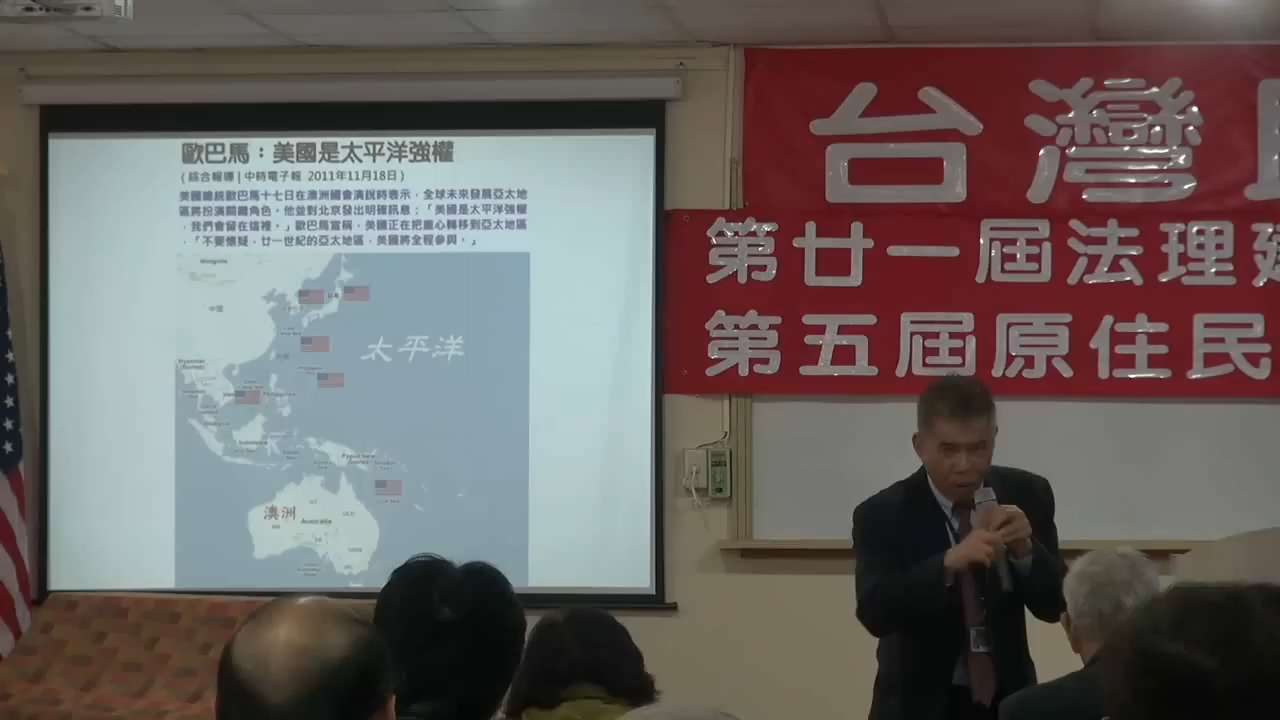 歐巴馬：美國是太平洋強權
( 綜合報導 | 中時電子報 2011年11月18日 )
美國總統歐巴馬十七日在澳洲國會演說時表示，全球未來發展亞太地
區將扮演關鍵角色。他並對北京發出明確訊息：「美國是太平洋強權
，我們會留在這裡。」歐巴馬宣稱，美國正在把重心轉移到亞太地區
，「不要懷疑，廿一世紀的亞太地區，美國將全程參與。」
Mongolia
中國
太平洋
Myanmar
Philippines
Indonesia
Papua New
澳洲
Australia
台灣
第廿一屆法理
第五屆原住民